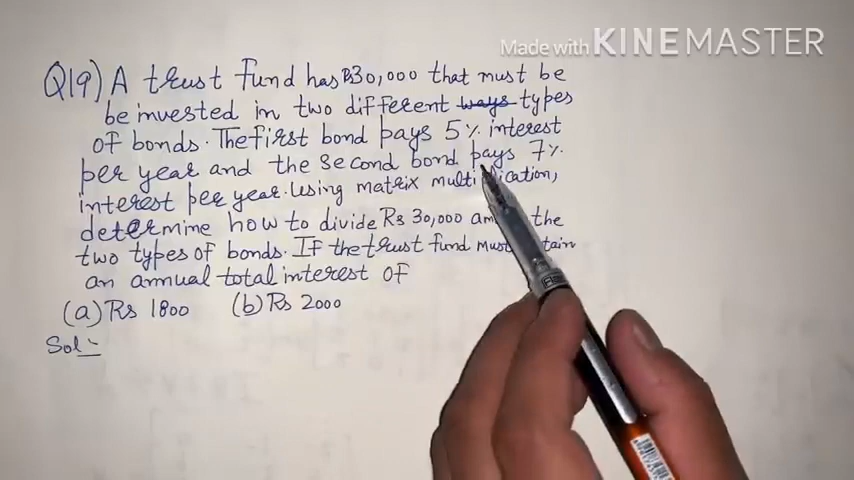 Made with KINEMASTER
Q19) A trust fund has Rs 30,000 that must be
be invested in two different ways types
of bonds. The first bond pays 5% interest
per year and the second bond pays 7%
interest per year. Using matrix multiplication,
determine how to divide Rs 30,000 the
two types of bonds. If the trust fund must
an annual total interest of
(a) Rs 1800 (b) Rs 2000
Sol:-